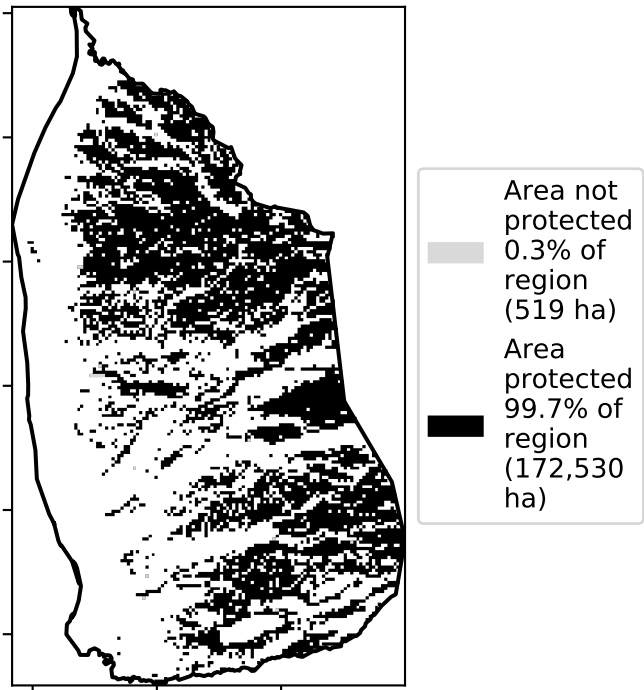 Area not
protected
0.3% of
region
(519 ha)
Area
protected
99.7% of
region
(172,530
ha)